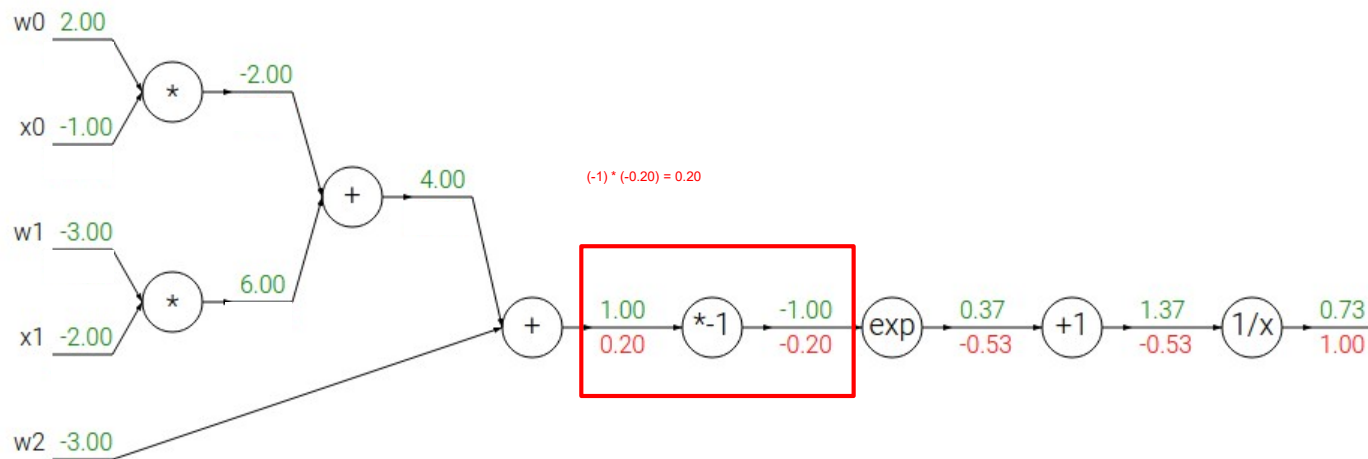 w0 2.00
-2.00
*
x0 -1.00
4.00
(-1) * (-0.20) = 0.20
+
w1 -3.00
6.00
*
x1 -2.00
1.00 -1.00 0.37 1.37 0.73
+ *-1 exp +1 1/x
0.20 -0.20 -0.53 -0.53 1.00
w2 -3.00